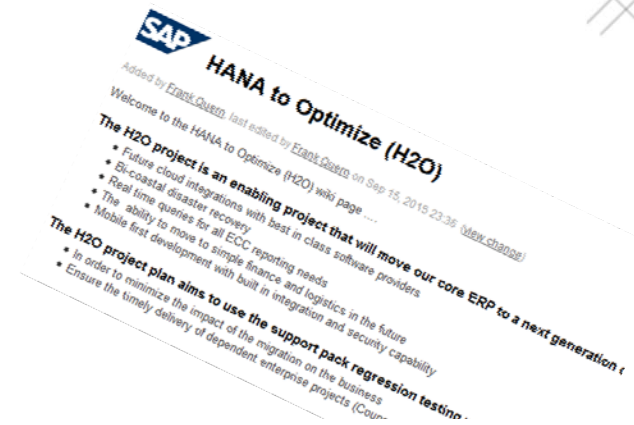 SAP
HANA to Optimize (H2O)
Added by Frank Quern, last edited by Frank Quern on Sep 15, 2015 23:36 (view change)
Welcome to the HANA to Optimize (H2O) wiki page ....
The H2O project is an enabling project that will move our core ERP to a next generation
• Future cloud integrations with best in class software providers
• Bi-coastal disaster recovery
• Real time queries for all ECC reporting needs
• The ability to move to simple finance and logistics in the future
• Mobile first development with built in integration and security capability
The H2O project plan aims to use the support pack regression testing
• In order to minimize the impact of the migration on the business
• Ensure the timely delivery of dependent enterprise projects